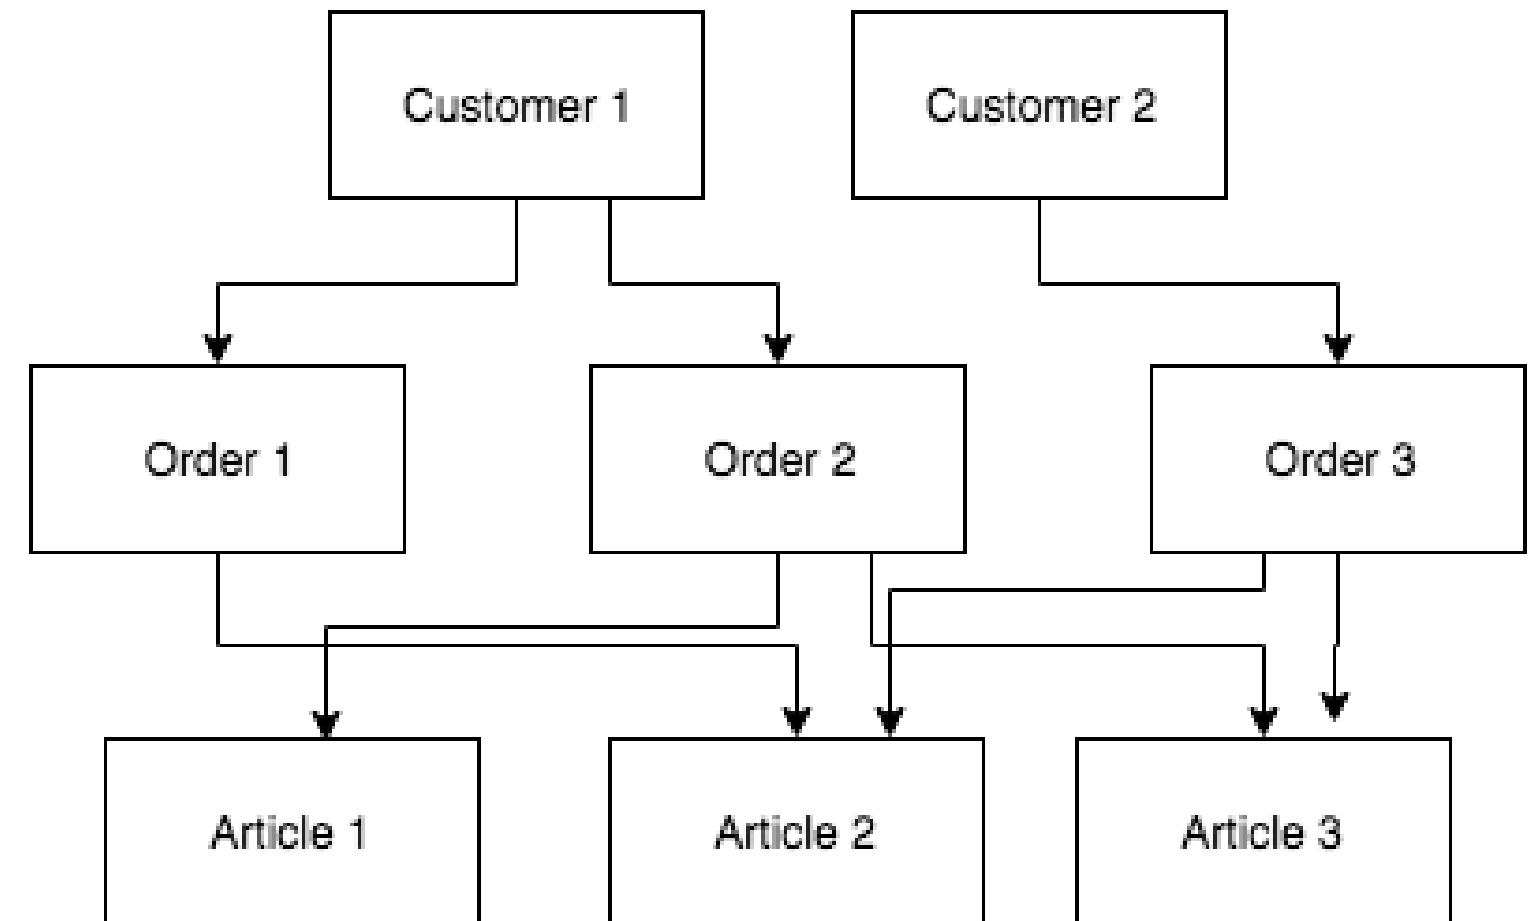 Customer 1
Customer 2
Order 1
Order 2
Order 3
Article 1
Article 2
Article 3